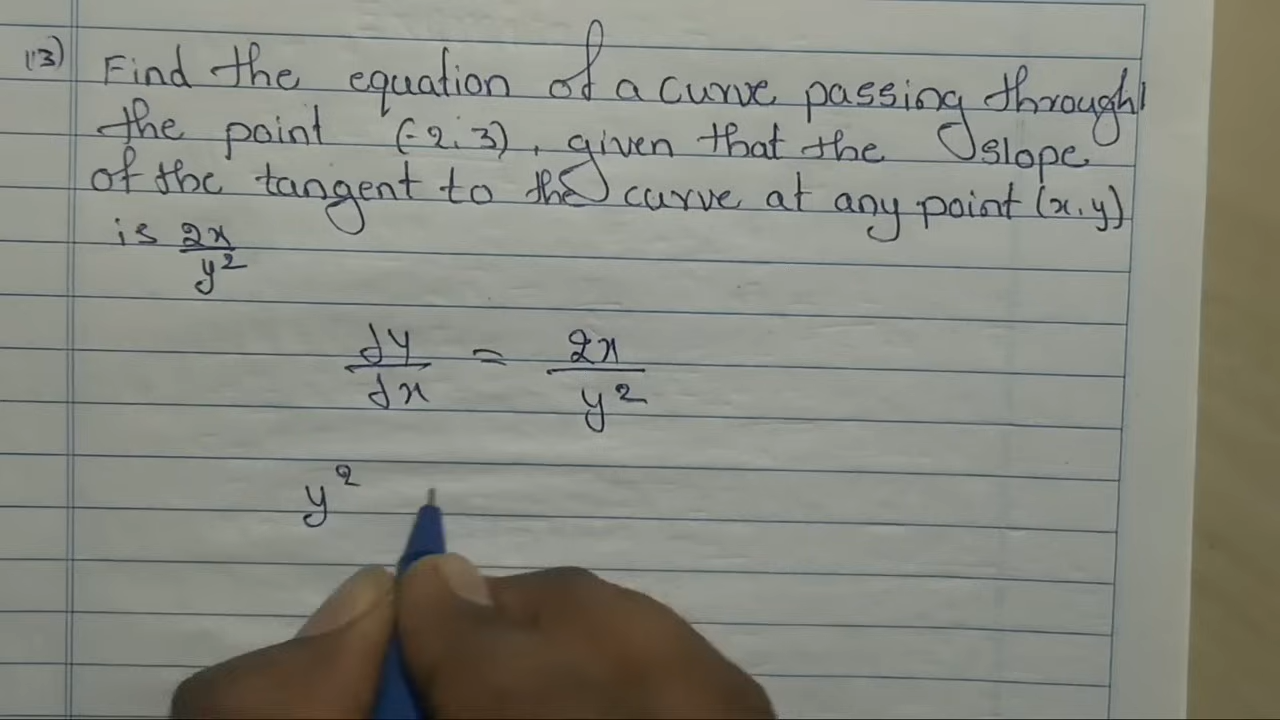 (13) Find the equation of a curve passing through
the point (-2,3), given that the slope
of the tangent to the curve at any point (x,y)
is 2x/y²
dy/dx = 2x/y²
y²